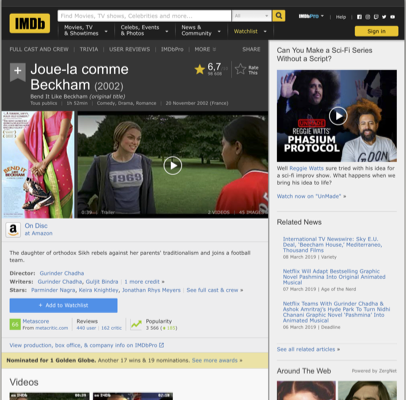 IMDb
Find Movies, TV shows, Celebrities and more...
All
IMDbPro
Help
Movies, TV
& Showtimes
Celebs, Events
& Photos
News &
Community
Watchlist
Sign in
FULL CAST AND CREW | TRIVIA | USER REVIEWS | IMDbPro | MORE
SHARE
Joue-la comme
Beckham (2002)
Bend It Like Beckham (original title)
Tous publics | 1h 52min | Comedy, Drama, Romance | 20 November 2002 (France)
6,7
Rate
This
1969
Trailer
2 VIDEOS | 45 IMAGES
On Disc
at Amazon
The daughter of orthodox Sikh rebels against her parents' traditionalism and joins a football
team.
Director: Gurinder Chadha
Writers: Gurinder Chadha, Guljit Bindra | 1 more credit »
Stars: Parminder Nagra, Keira Knightley, Jonathan Rhys Meyers | See full cast & crew »
+ Add to Watchlist
Metascore
From metacritic.com
Reviews
440 user | 162 critic
Popularity
View production, box office, & company info on IMDbPro
Nominated for 1 Golden Globe. Another 17 wins & 19 nominations. See more awards »
Videos
Can You Make a Sci-Fi Series
Without a Script?
REGGIE WATTS'
PHASIUM
PROTOCOL
Well Reggie Watts sure tried with his idea for
a sci-fi movie. What happens when we
bring his idea to life?
Watch now on "UnMade" »
Related News
International TV Newswire: Sky E.U.
Deal, 'Beecham House,' Mediterraneo,
Thousand Films
08 March 2019 | Variety
Netflix Will Adapt Bestselling Graphic
Novel Pashmina Into Original Animated
Musical
07 March 2019 | Age of the Nerd
Netflix Teams With Gurinder Chadha &
Ashek Amritraj's Hyde Park To Turn Nidhi
Chanani Graphic Novel 'Pashmina' Into
Animated Musical
06 March 2019 | Deadline
See all related articles »
Around The Web
Powered by ZergNet